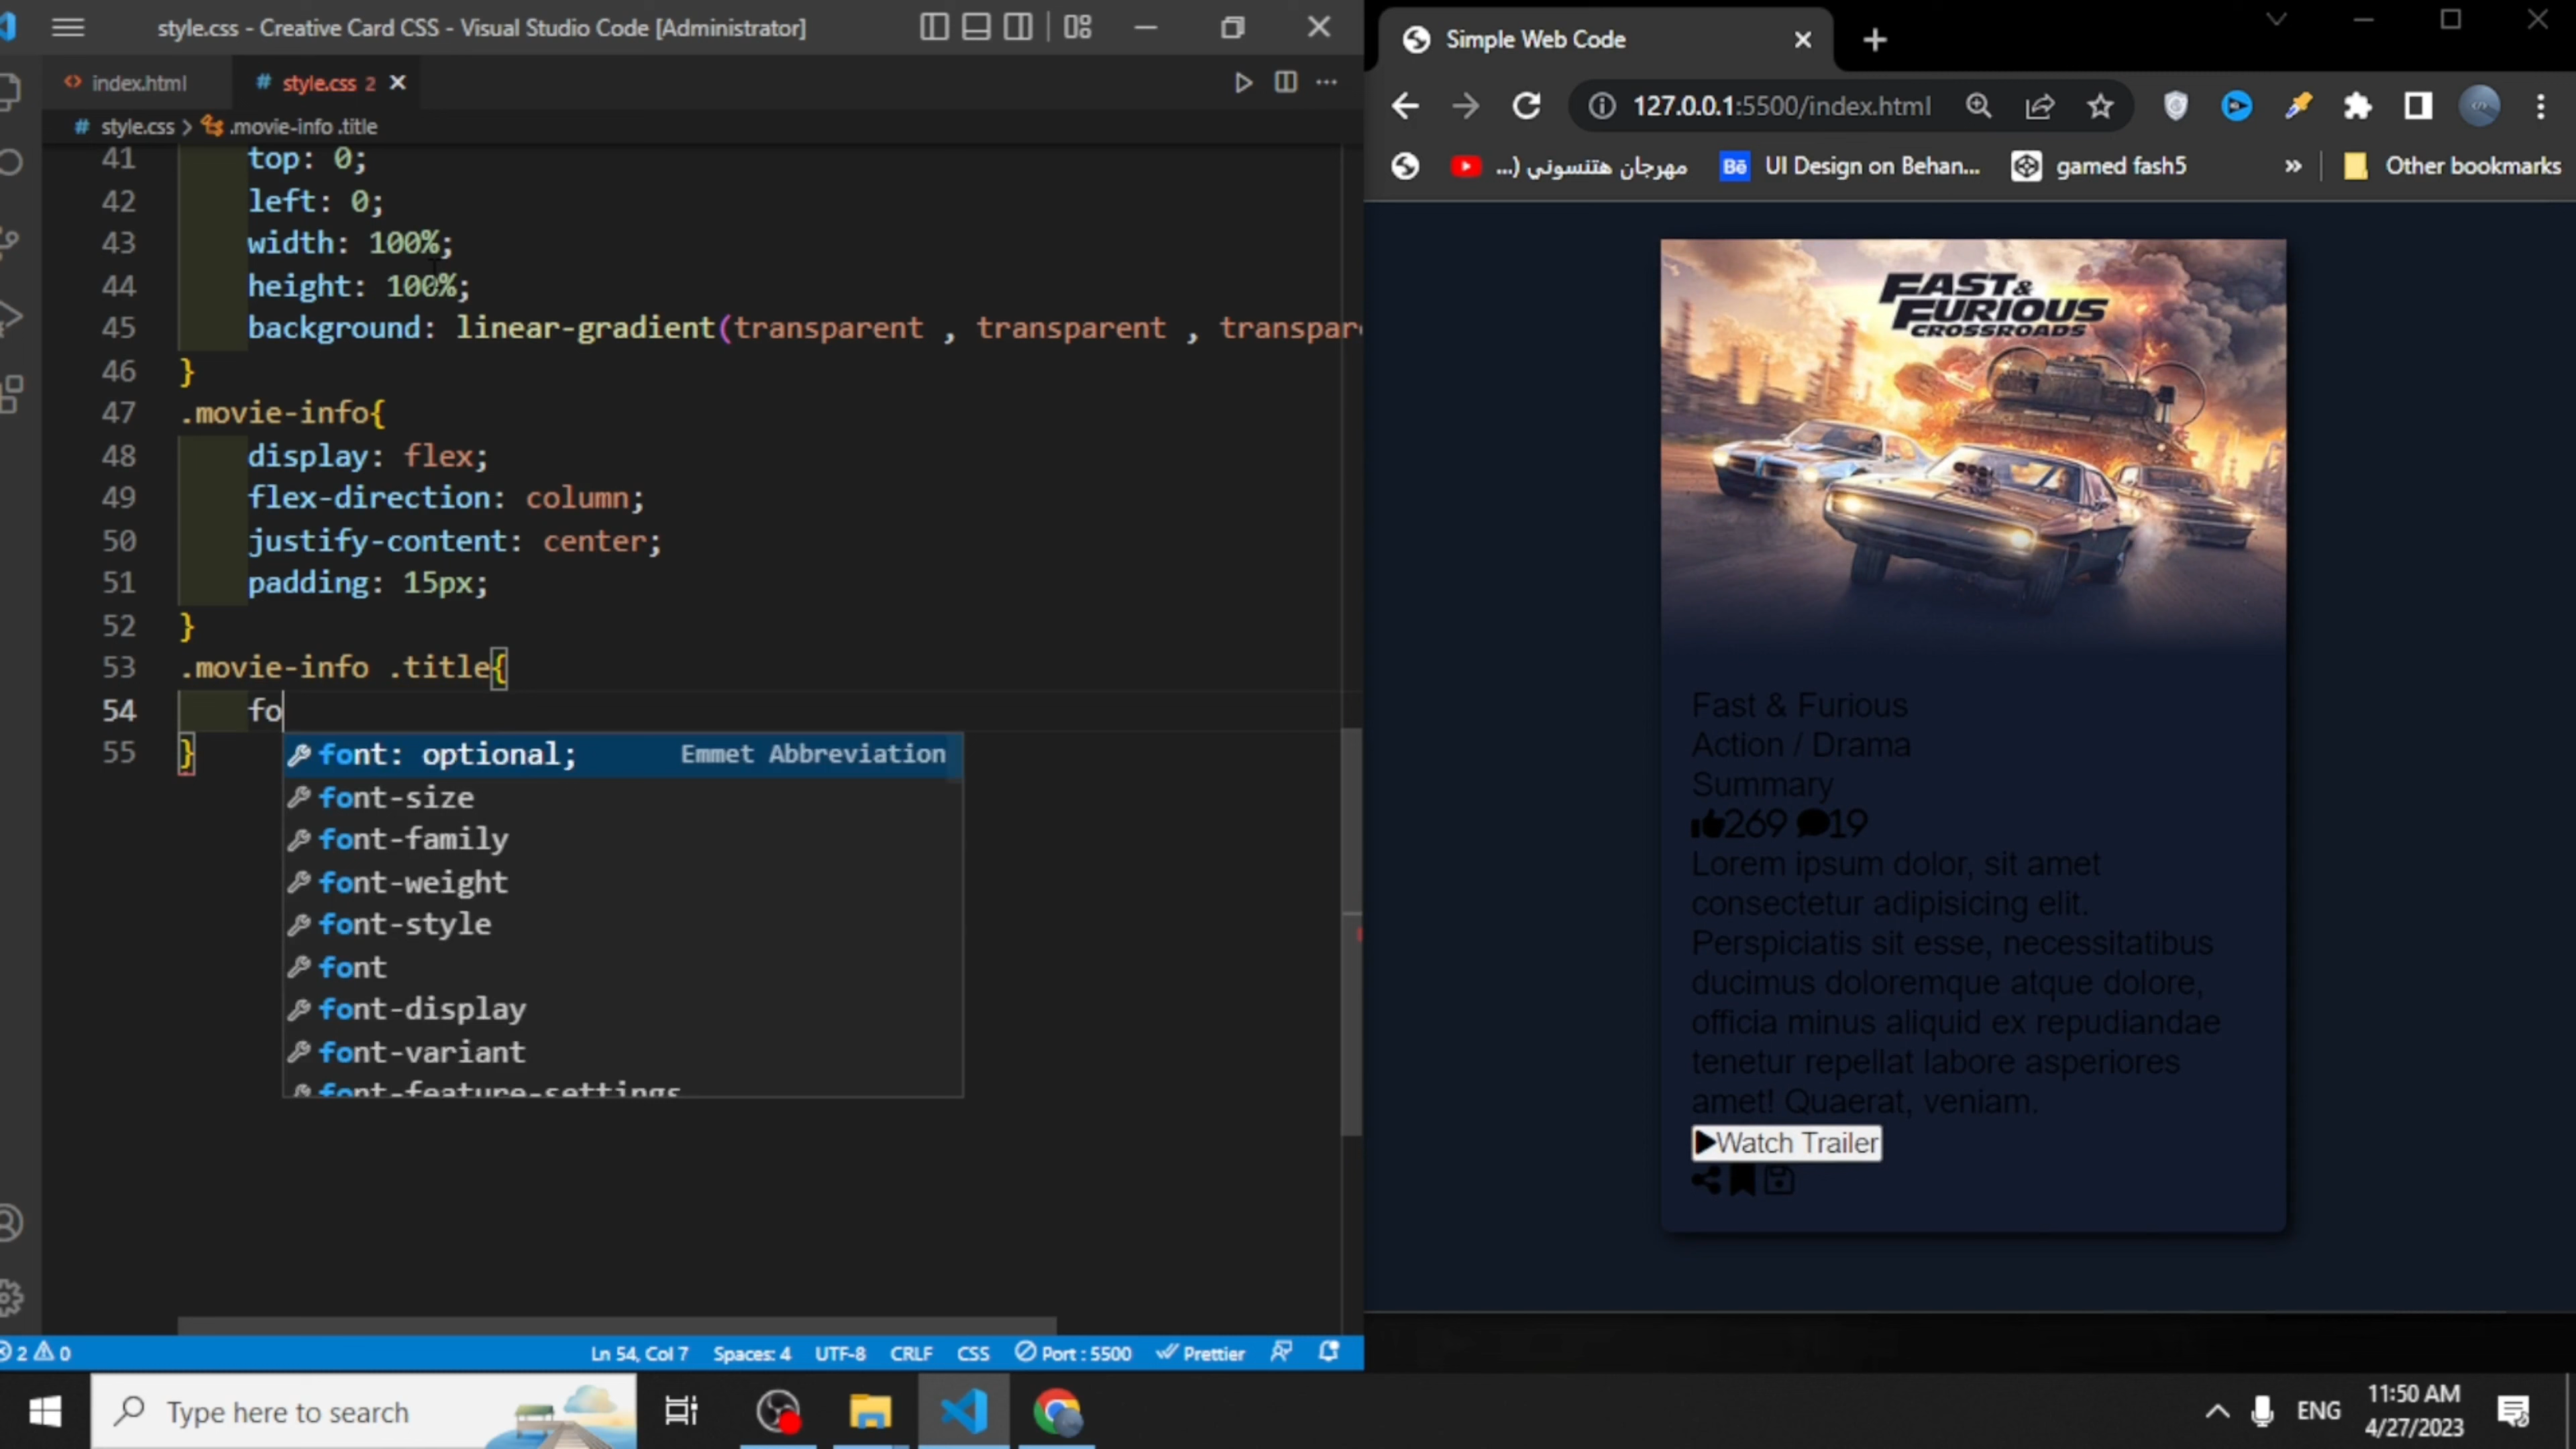 style.css - Creative Card CSS - Visual Studio Code [Administrator]
index.html
# style.css 2
# style.css > .movie-info .title
41 top: 0;
42 left: 0;
43 width: 100%;
44 height: 100%;
45 background: linear-gradient(transparent , transparent ,
46 }
47 .movie-info{
48 display: flex;
49 flex-direction: column;
50 justify-content: center;
51 padding: 15px;
52 }
53 .movie-info .title{
54 fo
55 }
font: optional; Emmet Abbreviation
font-size
font-family
font-weight
font-style
font
font-display
font-variant
font-feature-settings
2 0 Ln 54, Col 7 Spaces: 4 UTF-8 CRLF CSS Port : 5500 Prettier
Simple Web Code
127.0.0.1:5500/index.html
مهرجان هتنسوني (...
Bē UI Design on Behan...
gamed fash5
» Other bookmarks
FAST &
FURIOUS
CROSSROADS
Fast & Furious
Action / Drama
Summary
269 19
Lorem ipsum dolor, sit amet
consectetur adipisicing elit.
Perspiciatis sit esse, necessitatibus
ducimus doloremque atque dolore,
officia minus aliquid ex repudiandae
tenetur repellat labore asperiores
amet! Quaerat, veniam.
Watch Trailer
Type here to search
ENG
11:50 AM
4/27/2023